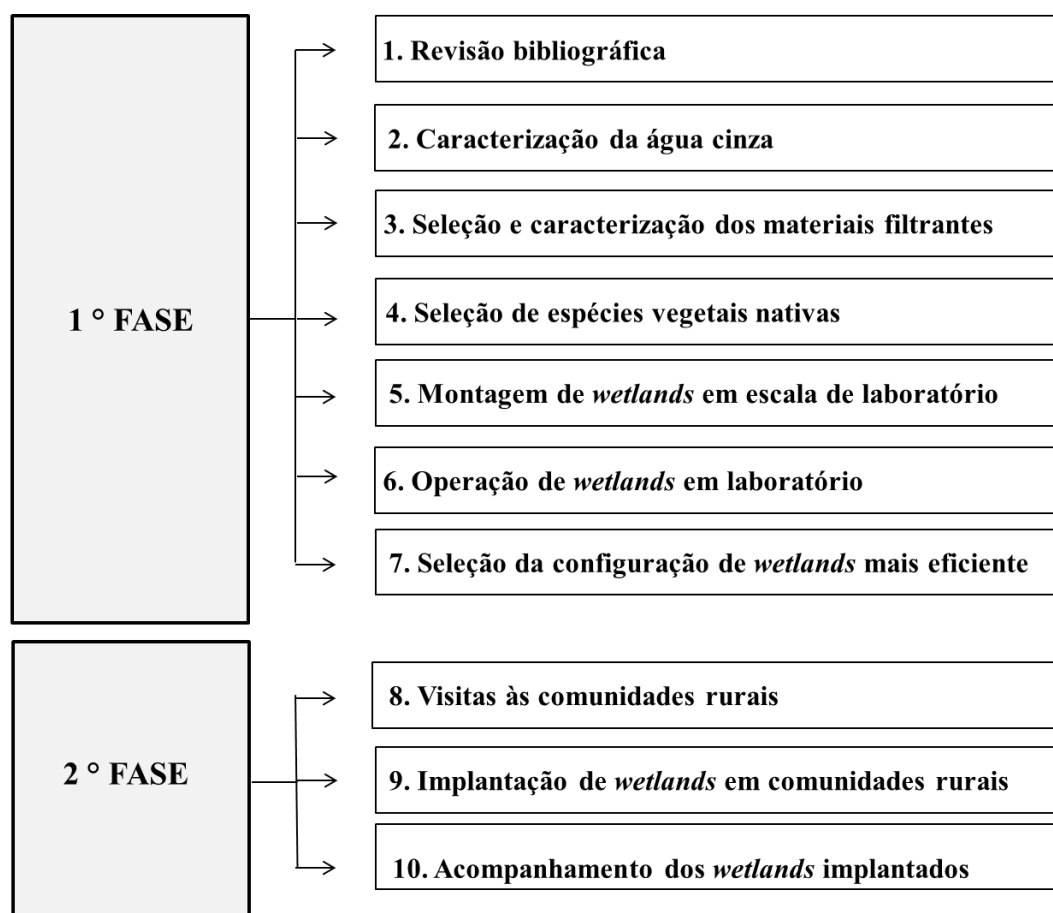 1 ° FASE
1. Revisão bibliográfica
2. Caracterização da água cinza
3. Seleção e caracterização dos materiais filtrantes
4. Seleção de espécies vegetais nativas
5. Montagem de wetlands em escala de laboratório
6. Operação de wetlands em laboratório
7. Seleção da configuração de wetlands mais eficiente
2 ° FASE
8. Visitas às comunidades rurais
9. Implantação de wetlands em comunidades rurais
10. Acompanhamento dos wetlands implantados